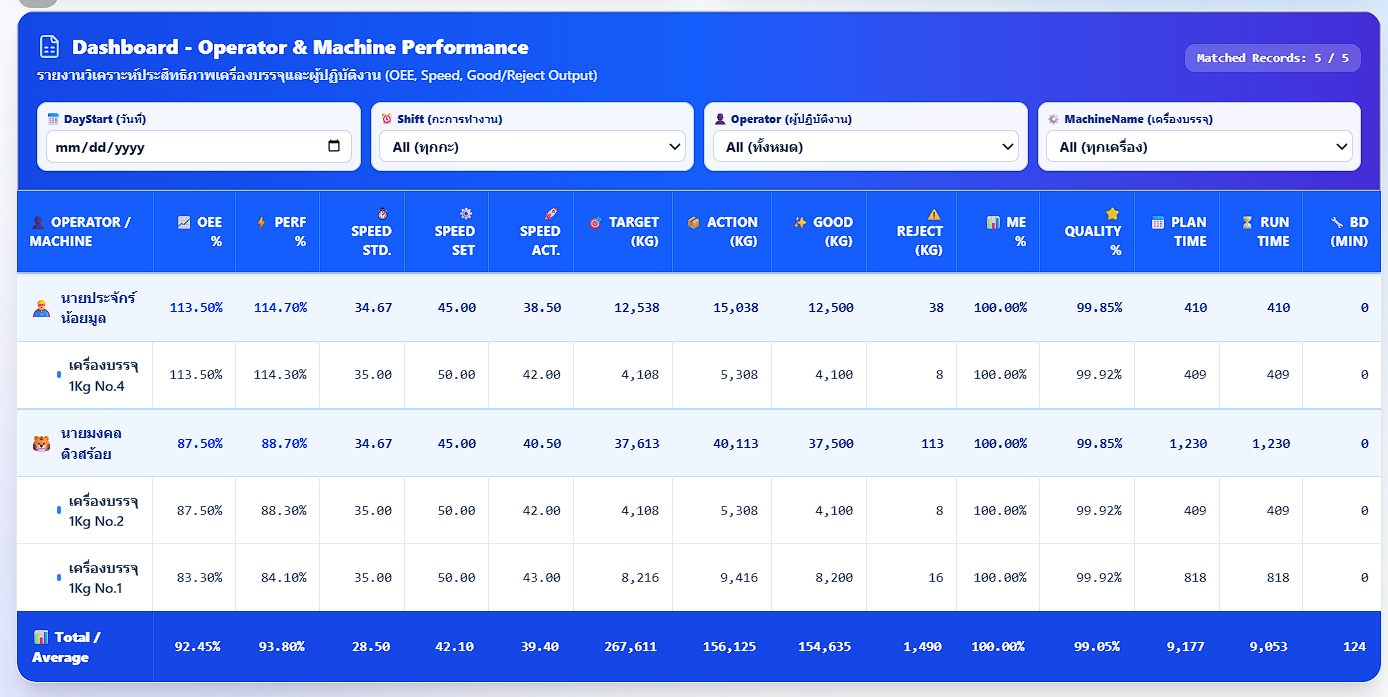 Dashboard - Operator & Machine Performance
รายงานวิเคราะห์ประสิทธิภาพเครื่องบรรจุและผู้ปฏิบัติงาน (OEE, Speed, Good/Reject Output)
Matched Records: 5 / 5
DayStart (วันที่)
mm/dd/yyyy
Shift (กะการทำงาน)
All (ทุกกะ)
Operator (ผู้ปฏิบัติงาน)
All (ทั้งหมด)
MachineName (เครื่องบรรจุ)
All (ทุกเครื่อง)
OPERATOR / MACHINE OEE % PERF % SPEED STD. SPEED SET SPEED ACT. TARGET (KG) ACTION (KG) GOOD (KG) REJECT (KG) ME % QUALITY % PLAN TIME RUN TIME BD (MIN)
นายประจักร์ น้อยมูล 113.50% 114.70% 34.67 45.00 38.50 12,538 15,038 12,500 38 100.00% 99.85% 410 410 0
เครื่องบรรจุ 1Kg No.4 113.50% 114.30% 35.00 50.00 42.00 4,108 5,308 4,100 8 100.00% 99.92% 409 409 0
นายมงคล ติวสร้อย 87.50% 88.70% 34.67 45.00 40.50 37,613 40,113 37,500 113 100.00% 99.85% 1,230 1,230 0
เครื่องบรรจุ 1Kg No.2 87.50% 88.30% 35.00 50.00 42.00 4,108 5,308 4,100 8 100.00% 99.92% 409 409 0
เครื่องบรรจุ 1Kg No.1 83.30% 84.10% 35.00 50.00 43.00 8,216 9,416 8,200 16 100.00% 99.92% 818 818 0
Total / Average 92.45% 93.80% 28.50 42.10 39.40 267,611 156,125 154,635 1,490 100.00% 99.05% 9,177 9,053 124